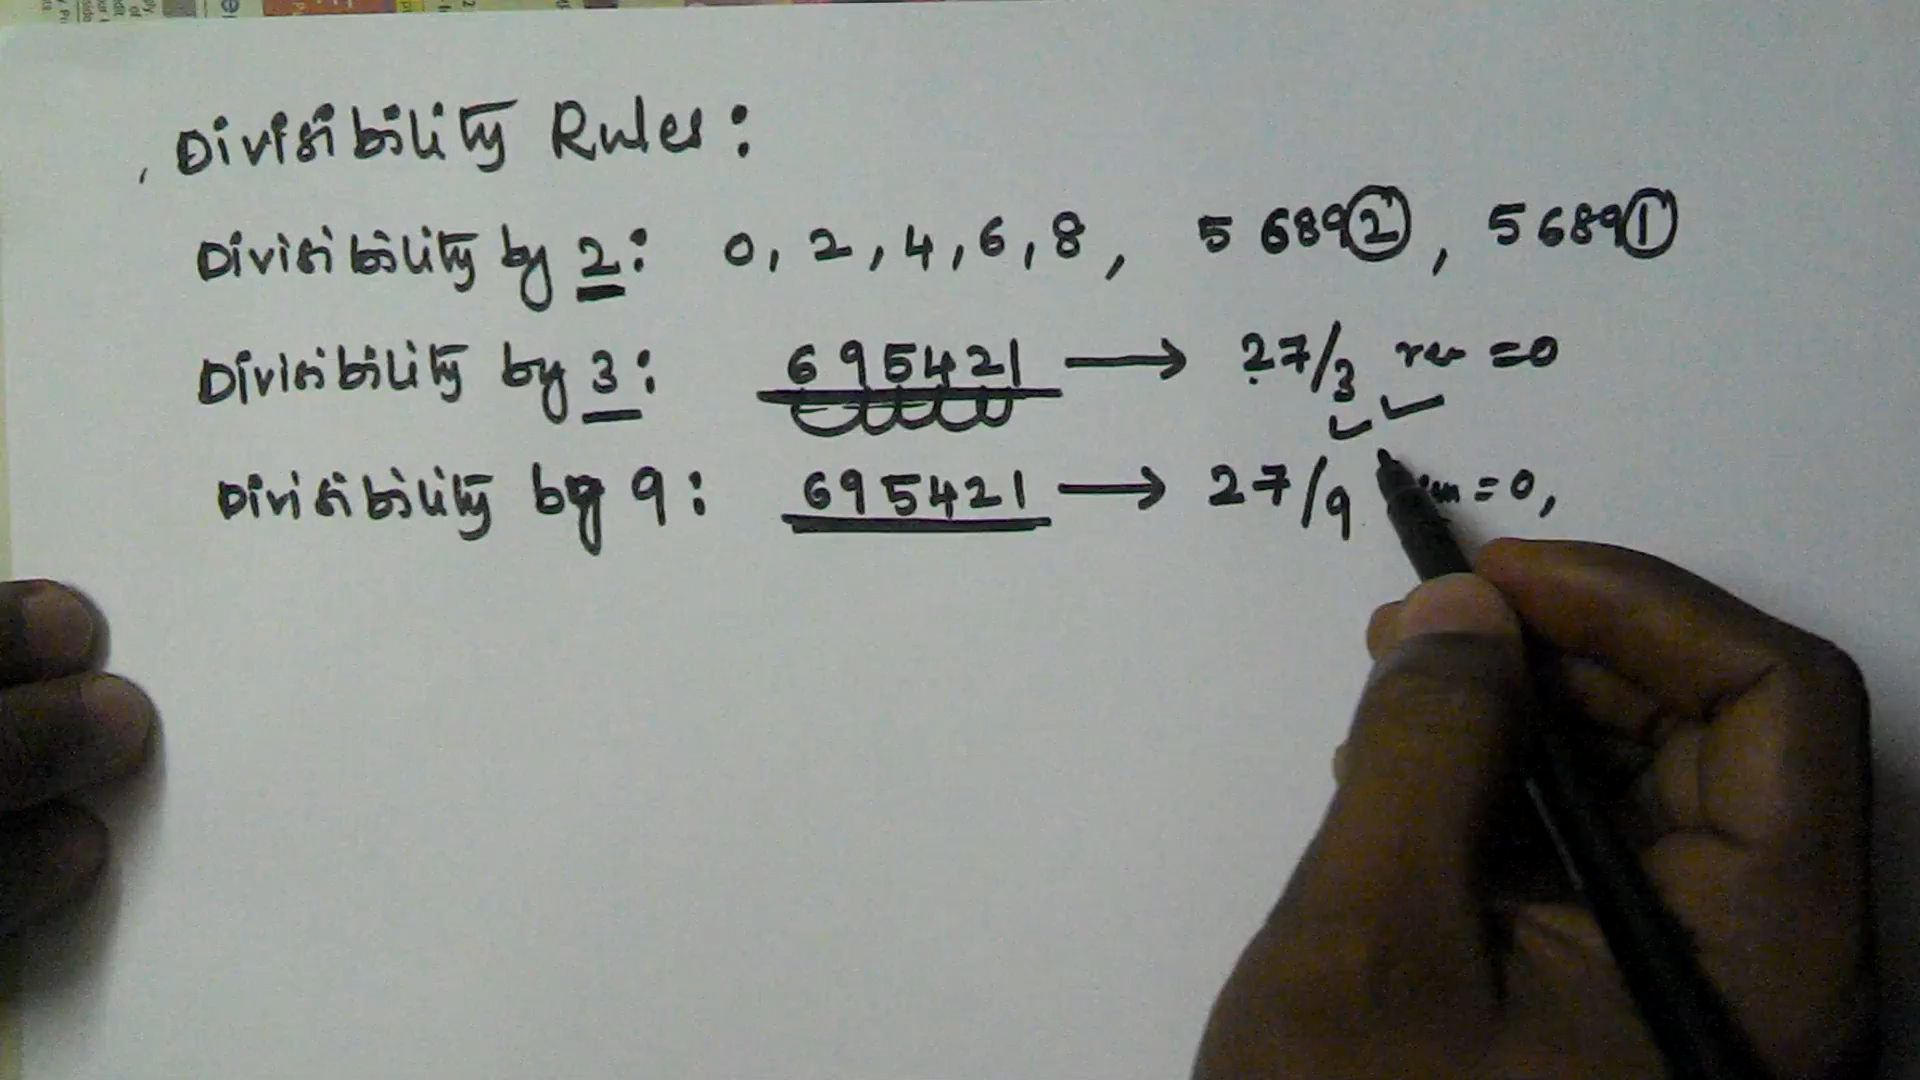 Divisibility Rules:
Divisibility by 2: 0, 2, 4, 6, 8, 56892, 56891
Divisibility by 3: 695421 → 27/3 rem =0
Divisibility by 9: 695421 → 27/9 = 0,